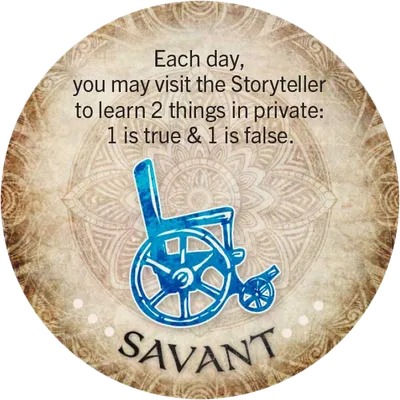 Each day,
you may visit the Storyteller
to learn 2 things in private:
1 is true & 1 is false.
SAVANT